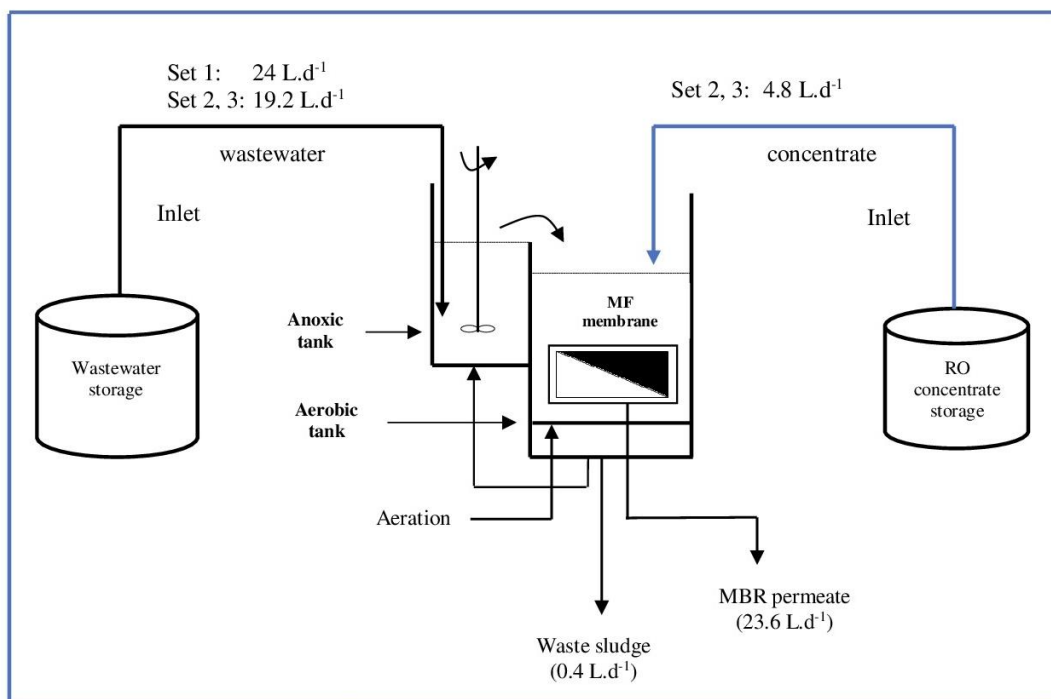 Set 1: 24 L.d⁻¹
Set 2, 3: 19.2 L.d⁻¹
wastewater
Inlet
Set 2, 3: 4.8 L.d⁻¹
concentrate
Inlet
Wastewater
storage
Anoxic
tank
MF
membrane
RO
concentrate
storage
Aerobic
tank
Aeration
MBR permeate
(23.6 L.d⁻¹)
Waste sludge
(0.4 L.d⁻¹)